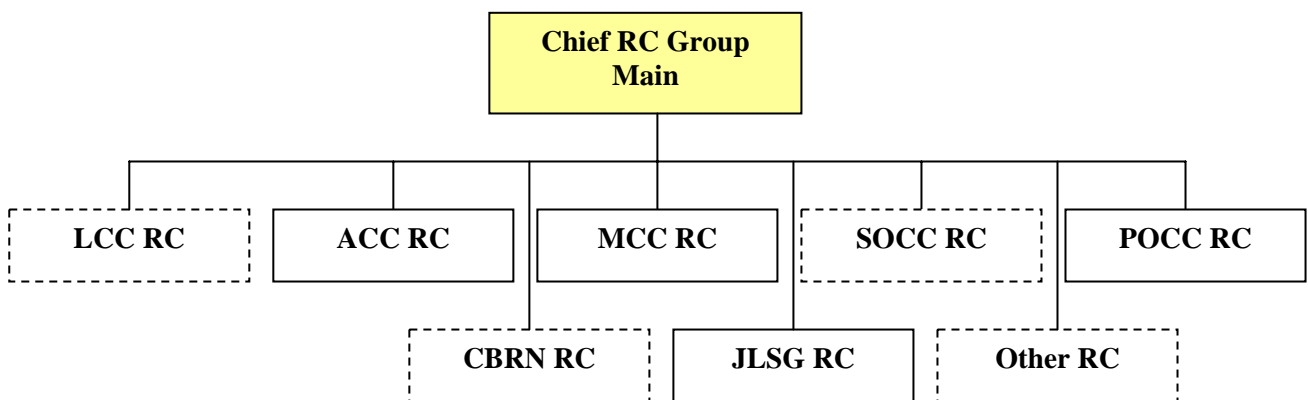 Chief RC Group
Main
LCC RC
ACC RC
MCC RC
SOCC RC
POCC RC
CBRN RC
JLSG RC
Other RC